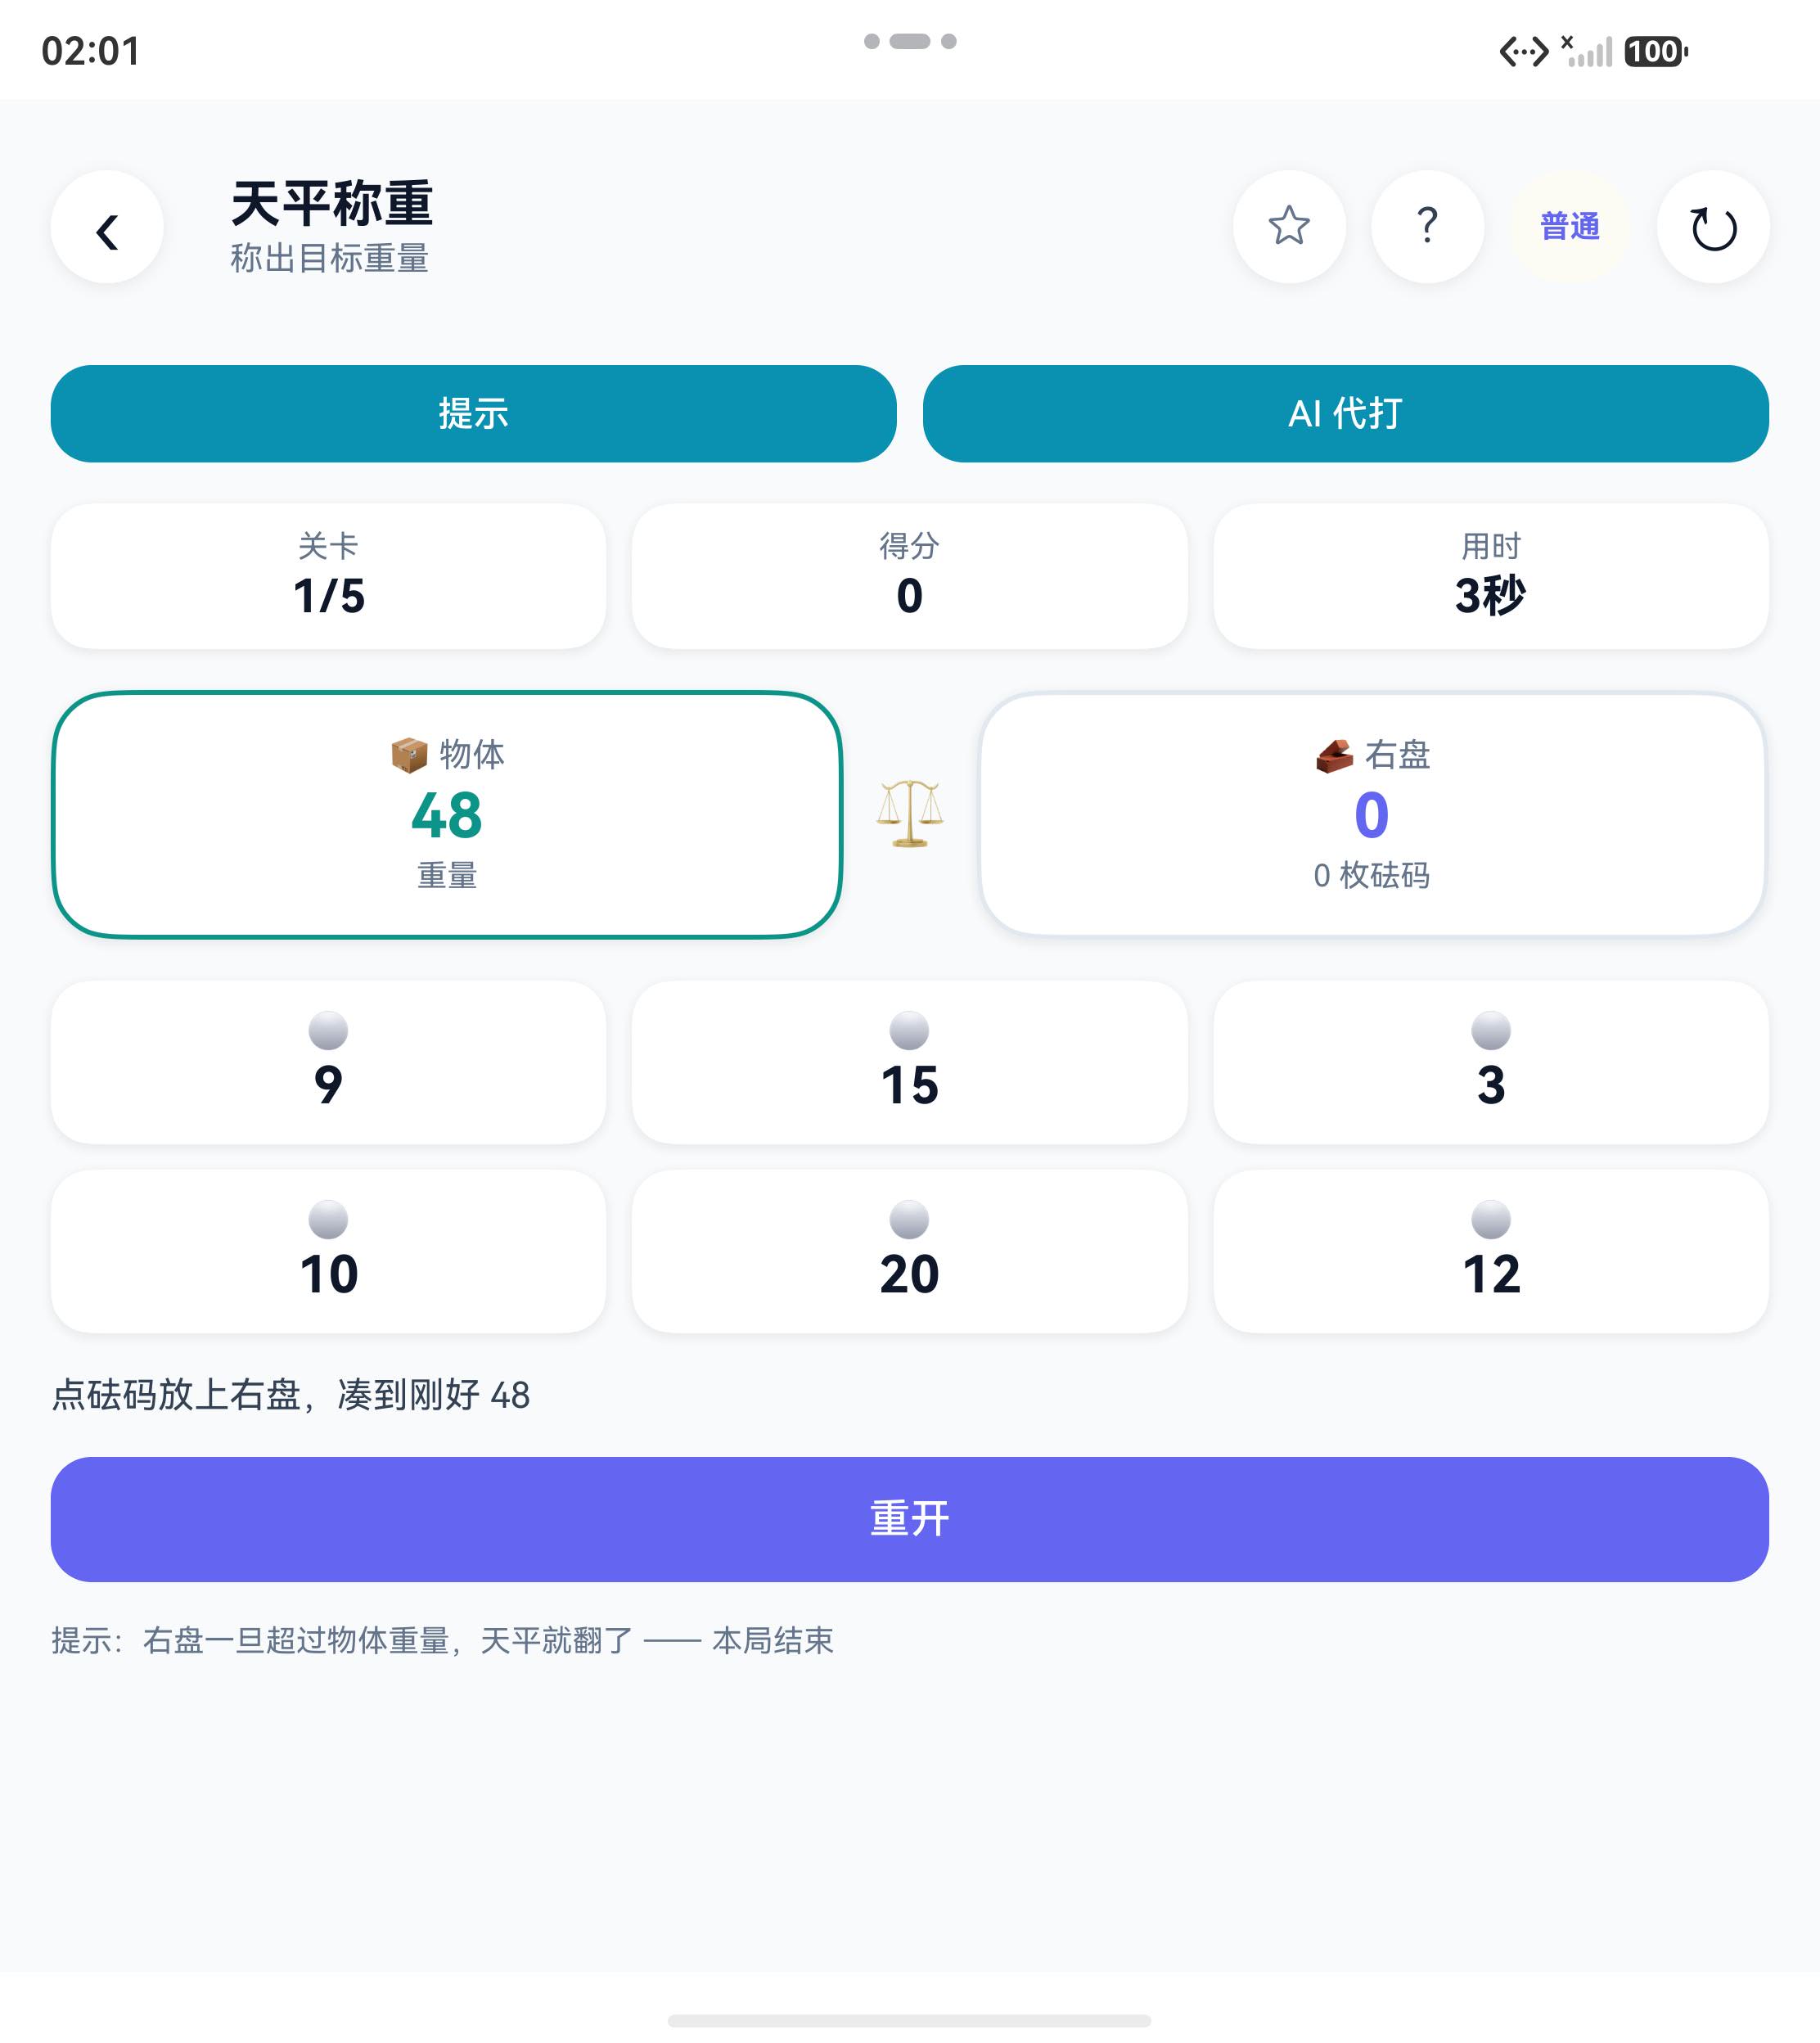 02:01
100
天平称重
称出目标重量
?
普通
提示
AI 代打
关卡
1/5
得分
0
用时
3秒
物体
48
重量
右盘
0
0 枚砝码
9
15
3
10
20
12
点砝码放上右盘，凑到刚好 48
重开
提示：右盘一旦超过物体重量，天平就翻了 —— 本局结束